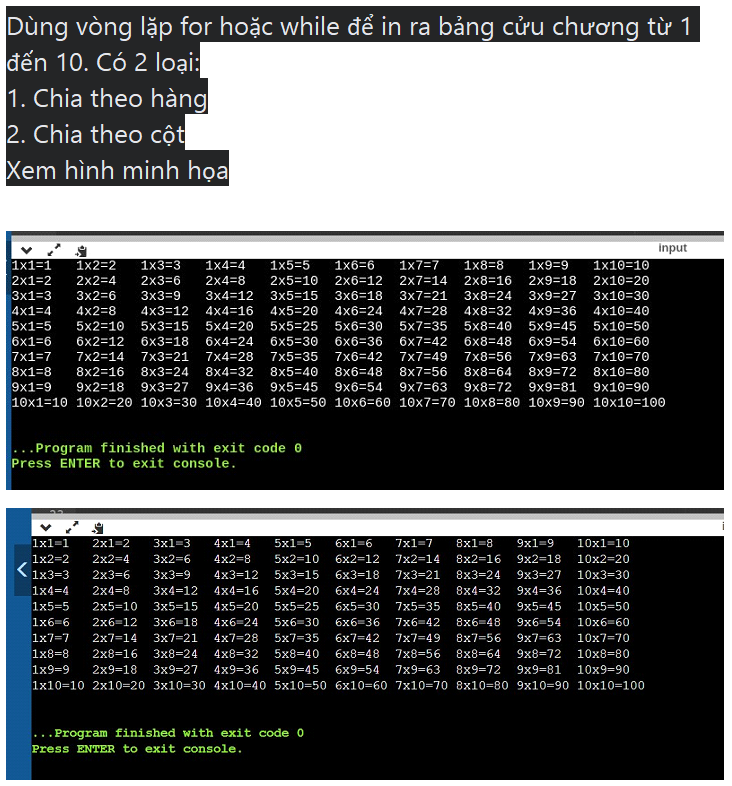 Dùng vòng lặp for hoặc while để in ra bảng cửu chương từ 1
đến 10. Có 2 loại:
1. Chia theo hàng
2. Chia theo cột
Xem hình minh họa
input
1x1=1 1x2=2 1x3=3 1x4=4 1x5=5 1x6=6 1x7=7 1x8=8 1x9=9 1x10=10
2x1=2 2x2=4 2x3=6 2x4=8 2x5=10 2x6=12 2x7=14 2x8=16 2x9=18 2x10=20
3x1=3 3x2=6 3x3=9 3x4=12 3x5=15 3x6=18 3x7=21 3x8=24 3x9=27 3x10=30
4x1=4 4x2=8 4x3=12 4x4=16 4x5=20 4x6=24 4x7=28 4x8=32 4x9=36 4x10=40
5x1=5 5x2=10 5x3=15 5x4=20 5x5=25 5x6=30 5x7=35 5x8=40 5x9=45 5x10=50
6x1=6 6x2=12 6x3=18 6x4=24 6x5=30 6x6=36 6x7=42 6x8=48 6x9=54 6x10=60
7x1=7 7x2=14 7x3=21 7x4=28 7x5=35 7x6=42 7x7=49 7x8=56 7x9=63 7x10=70
8x1=8 8x2=16 8x3=24 8x4=32 8x5=40 8x6=48 8x7=56 8x8=64 8x9=72 8x10=80
9x1=9 9x2=18 9x3=27 9x4=36 9x5=45 9x6=54 9x7=63 9x8=72 9x9=81 9x10=90
10x1=10 10x2=20 10x3=30 10x4=40 10x5=50 10x6=60 10x7=70 10x8=80 10x9=90 10x10=100
...Program finished with exit code 0
Press ENTER to exit console.
1x1=1 2x1=2 3x1=3 4x1=4 5x1=5 6x1=6 7x1=7 8x1=8 9x1=9 10x1=10
1x2=2 2x2=4 3x2=6 4x2=8 5x2=10 6x2=12 7x2=14 8x2=16 9x2=18 10x2=20
1x3=3 2x3=6 3x3=9 4x3=12 5x3=15 6x3=18 7x3=21 8x3=24 9x3=27 10x3=30
1x4=4 2x4=8 3x4=12 4x4=16 5x4=20 6x4=24 7x4=28 8x4=32 9x4=36 10x4=40
1x5=5 2x5=10 3x5=15 4x5=20 5x5=25 6x5=30 7x5=35 8x5=40 9x5=45 10x5=50
1x6=6 2x6=12 3x6=18 4x6=24 5x6=30 6x6=36 7x6=42 8x6=48 9x6=54 10x6=60
1x7=7 2x7=14 3x7=21 4x7=28 5x7=35 6x7=42 7x7=49 8x7=56 9x7=63 10x7=70
1x8=8 2x8=16 3x8=24 4x8=32 5x8=40 6x8=48 7x8=56 8x8=64 9x8=72 10x8=80
1x9=9 2x9=18 3x9=27 4x9=36 5x9=45 6x9=54 7x9=63 8x9=72 9x9=81 10x9=90
1x10=10 2x10=20 3x10=30 4x10=40 5x10=50 6x10=60 7x10=70 8x10=80 9x10=90 10x10=100
...Program finished with exit code 0
Press ENTER to exit console.